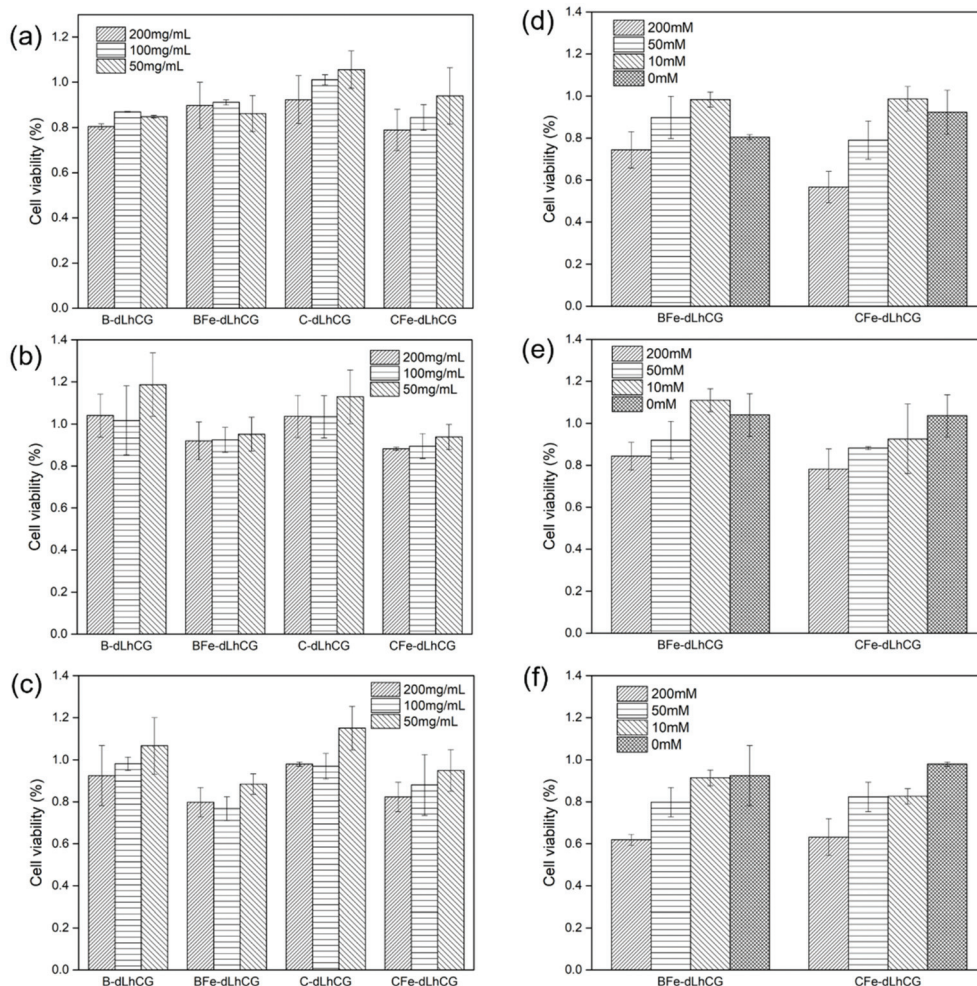 (a)
200mg/mL
100mg/mL
50mg/mL
Cell viability (%)
1.2
1.0
0.8
0.6
0.4
0.2
0.0
B-dLhCG BFe-dLhCG C-dLhCG CFe-dLhCG
(d)
200mM
50mM
10mM
0mM
Cell viability (%)
1.4
1.2
1.0
0.8
0.6
0.4
0.2
0.0
BFe-dLhCG CFe-dLhCG
(b)
200mg/mL
100mg/mL
50mg/mL
Cell viability (%)
1.4
1.2
1.0
0.8
0.6
0.4
0.2
0.0
B-dLhCG BFe-dLhCG C-dLhCG CFe-dLhCG
(e)
200mM
50mM
10mM
0mM
Cell viability (%)
1.4
1.2
1.0
0.8
0.6
0.4
0.2
0.0
BFe-dLhCG CFe-dLhCG
(c)
200mg/mL
100mg/mL
50mg/mL
Cell viability (%)
1.4
1.2
1.0
0.8
0.6
0.4
0.2
0.0
B-dLhCG BFe-dLhCG C-dLhCG CFe-dLhCG
(f)
200mM
50mM
10mM
0mM
Cell viability (%)
1.4
1.2
1.0
0.8
0.6
0.4
0.2
0.0
BFe-dLhCG CFe-dLhCG